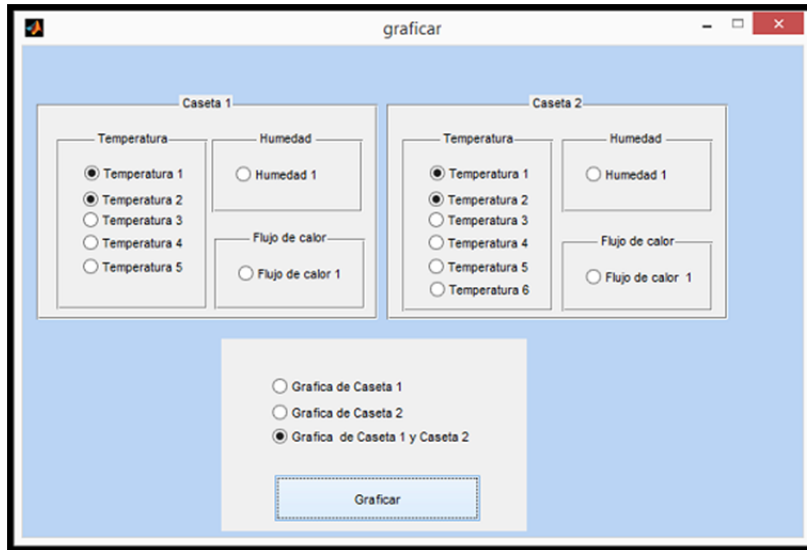 graficar
Caseta 1
Temperatura
Temperatura 1
Temperatura 2
Temperatura 3
Temperatura 4
Temperatura 5
Humedad
Humedad 1
Flujo de calor
Flujo de calor 1
Caseta 2
Temperatura
Temperatura 1
Temperatura 2
Temperatura 3
Temperatura 4
Temperatura 5
Temperatura 6
Humedad
Humedad 1
Flujo de calor
Flujo de calor 1
Grafica de Caseta 1
Grafica de Caseta 2
Grafica de Caseta 1 y Caseta 2
Graficar